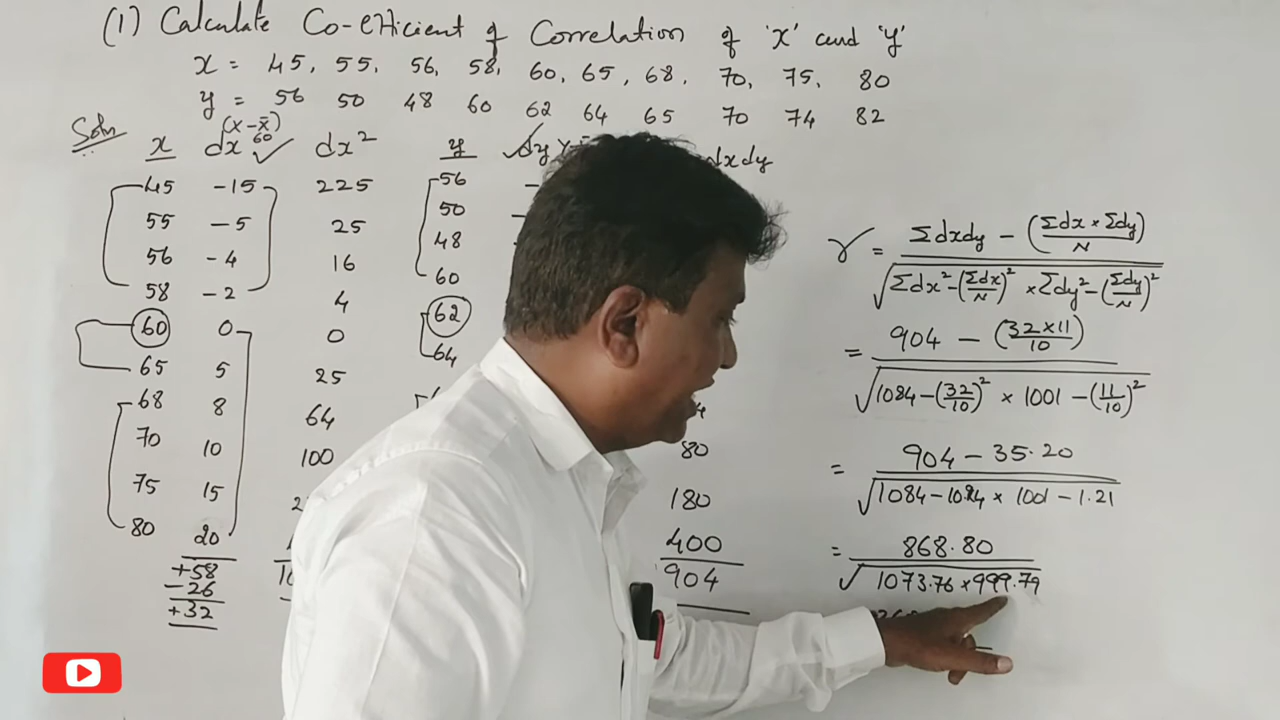 (1) Calculate Co-efficient of Correlation of 'x' and 'y'
x = 45, 55, 56, 58, 60, 65, 68, 70, 75, 80
y = 56 50 48 60 62 64 65 70 74 82
Soln
(x - x̄)
x dx 60 ✓ dx² y dy dxdy
45 -15 225 56
55 -5 25 50
56 -4 16 48
58 -2 4 60
60 0 0 62
65 5 25 64
68 8 64
70 10 100 80
75 15 180
80 20 400
+58 904
-26
+32
r = Σdxdy - (Σdx × Σdy / N) / √Σdx² - (Σdx/N)² × Σdy² - (Σdy/N)²
= 904 - (32×11 / 10) / √1084 - (32/10)² × 1001 - (11/10)²
= 904 - 35.20 / √1084 - 10.24 × 1001 - 1.21
= 868.80 / √1073.76 × 999.79